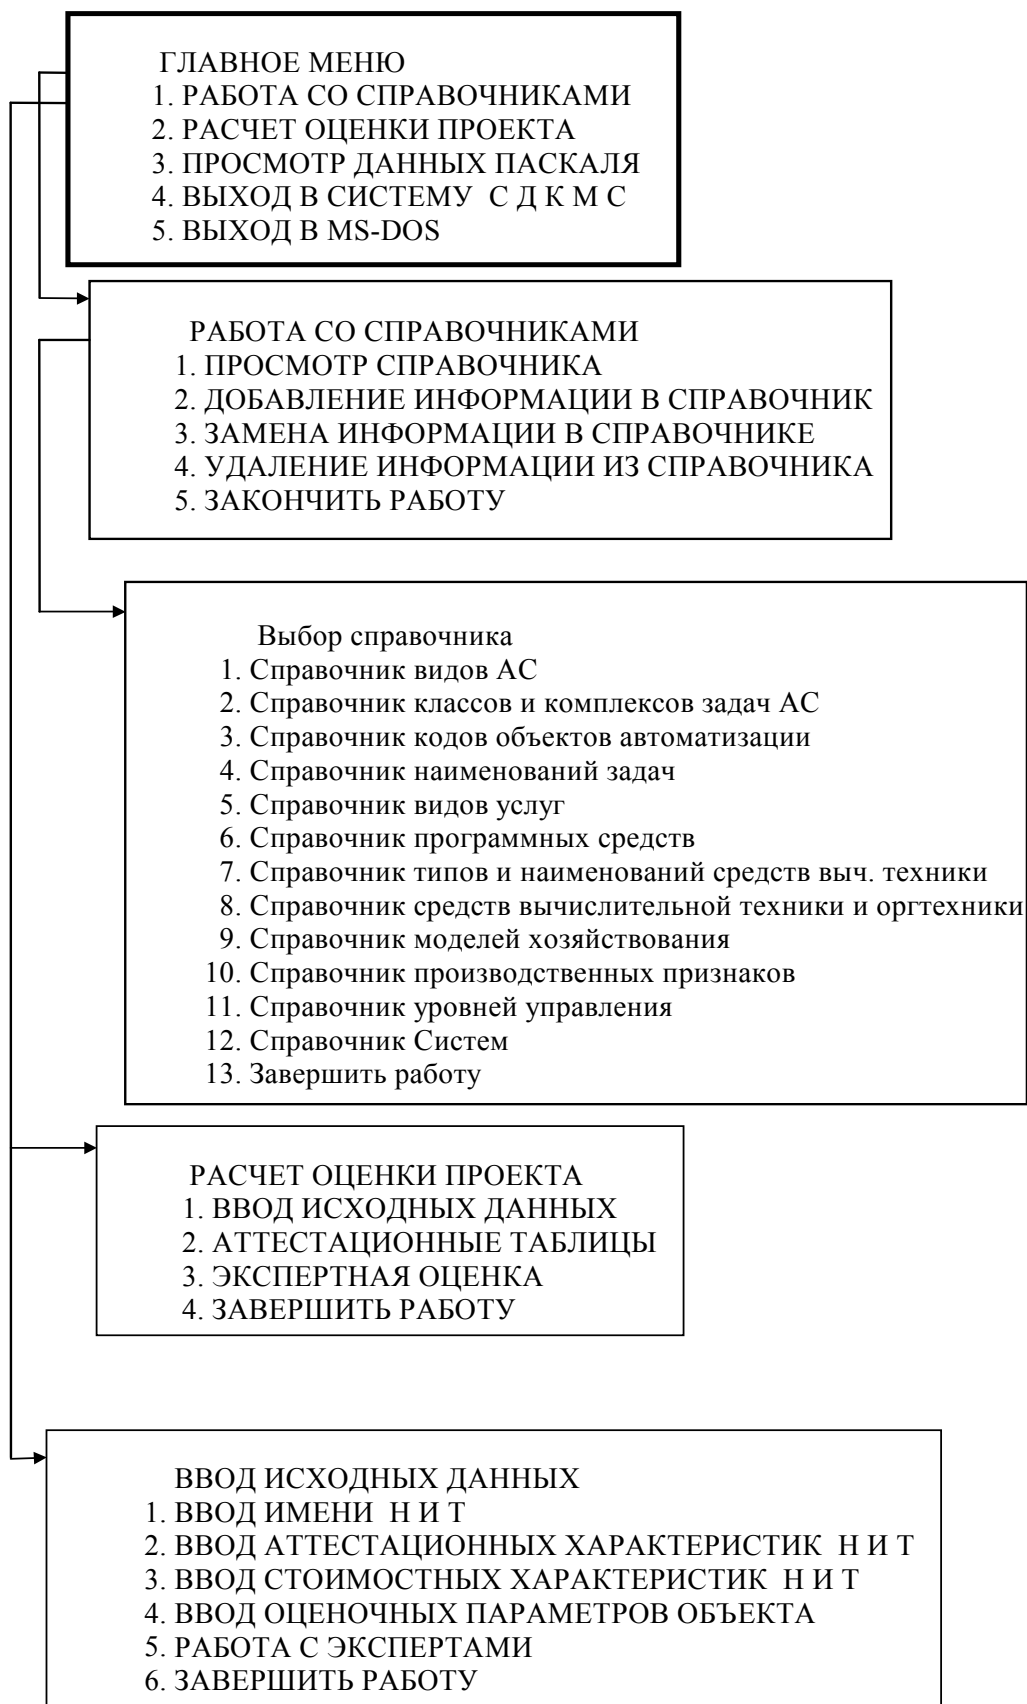 ГЛАВНОЕ МЕНЮ
1. РАБОТА СО СПРАВОЧНИКАМИ
2. РАСЧЕТ ОЦЕНКИ ПРОЕКТА
3. ПРОСМОТР ДАННЫХ ПАСКАЛЯ
4. ВЫХОД В СИСТЕМУ С Д К М С
5. ВЫХОД В MS-DOS
РАБОТА СО СПРАВОЧНИКАМИ
1. ПРОСМОТР СПРАВОЧНИКА
2. ДОБАВЛЕНИЕ ИНФОРМАЦИИ В СПРАВОЧНИК
3. ЗАМЕНА ИНФОРМАЦИИ В СПРАВОЧНИКЕ
4. УДАЛЕНИЕ ИНФОРМАЦИИ ИЗ СПРАВОЧНИКА
5. ЗАКОНЧИТЬ РАБОТУ
Выбор справочника
1. Справочник видов АС
2. Справочник классов и комплексов задач АС
3. Справочник кодов объектов автоматизации
4. Справочник наименований задач
5. Справочник видов услуг
6. Справочник программных средств
7. Справочник типов и наименований средств выч. техники
8. Справочник средств вычислительной техники и оргтехники
9. Справочник моделей хозяйствования
10. Справочник производственных признаков
11. Справочник уровней управления
12. Справочник Систем
13. Завершить работу
РАСЧЕТ ОЦЕНКИ ПРОЕКТА
1. ВВОД ИСХОДНЫХ ДАННЫХ
2. АТТЕСТАЦИОННЫЕ ТАБЛИЦЫ
3. ЭКСПЕРТНАЯ ОЦЕНКА
4. ЗАВЕРШИТЬ РАБОТУ
ВВОД ИСХОДНЫХ ДАННЫХ
1. ВВОД ИМЕНИ Н И Т
2. ВВОД АТТЕСТАЦИОННЫХ ХАРАКТЕРИСТИК Н И Т
3. ВВОД СТОИМОСТНЫХ ХАРАКТЕРИСТИК Н И Т
4. ВВОД ОЦЕНОЧНЫХ ПАРАМЕТРОВ ОБЪЕКТА
5. РАБОТА С ЭКСПЕРТАМИ
6. ЗАВЕРШИТЬ РАБОТУ